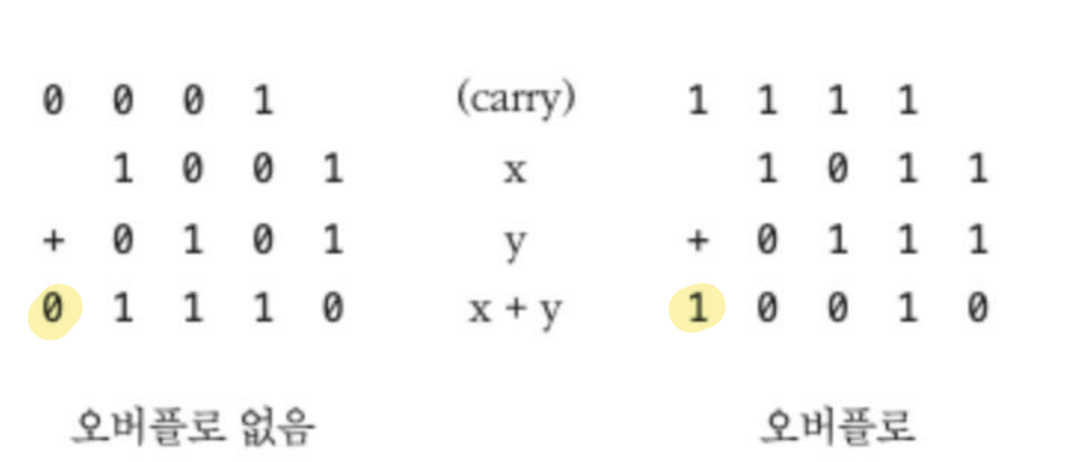 0 0 0 1 (carry) 1 1 1 1
1 0 0 1 x 1 0 1 1
+ 0 1 0 1 y + 0 1 1 1
0 1 1 1 0 x + y 1 0 0 1 0
오버플로 없음 오버플로